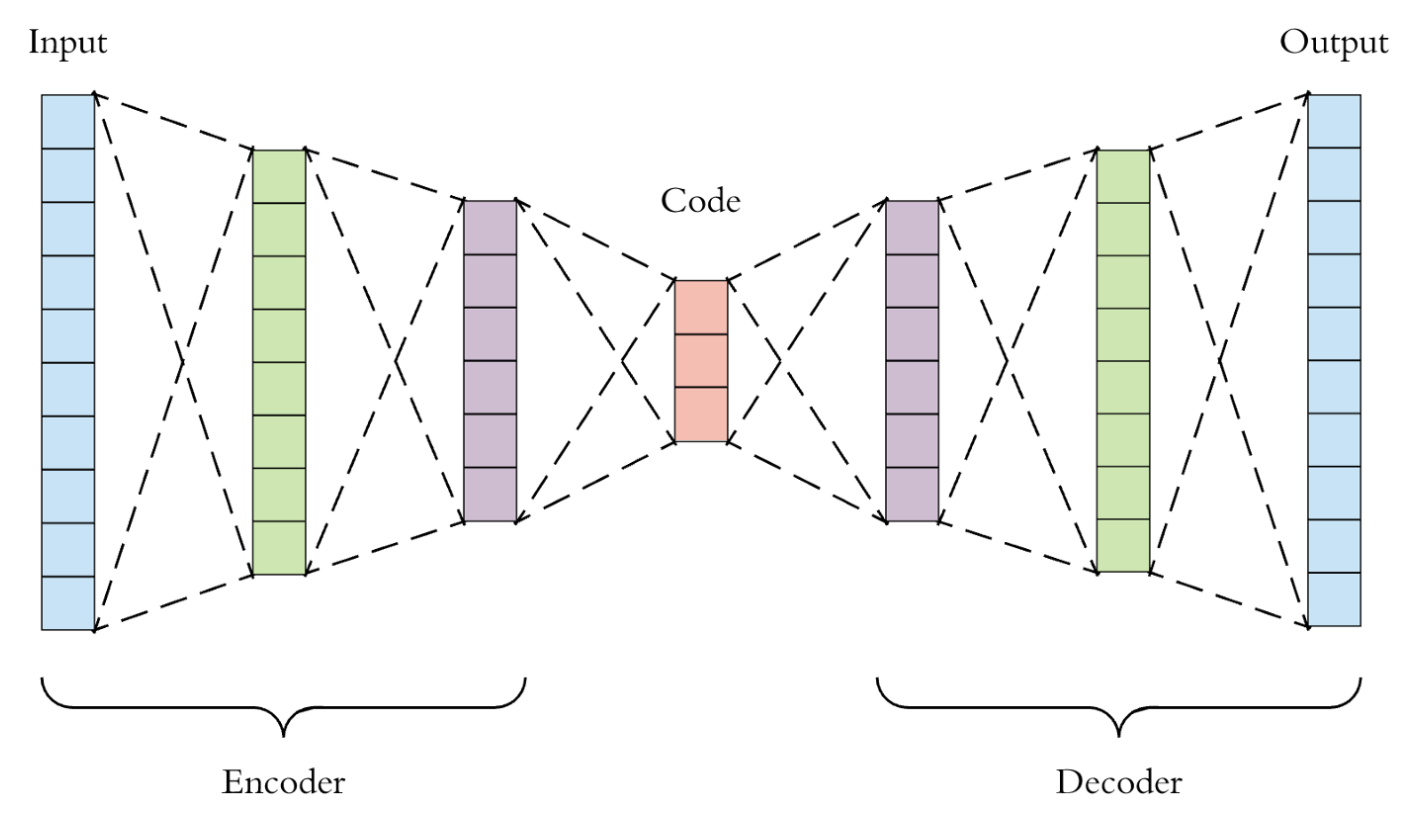 Input
Output
Code
Encoder
Decoder